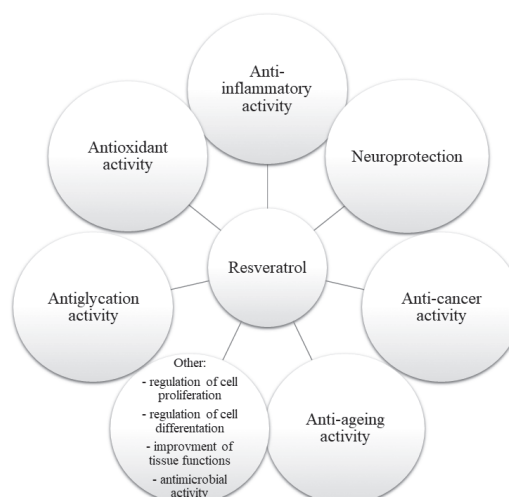 Anti-
inflammatory
activity
Neuroprotection
Anti-cancer
activity
Anti-ageing
activity
Other:
- regulation of cell
proliferation
- regulation of cell
differentation
- improvment of
tissue functions
- antimicrobial
activity
Antiglycation
activity
Antioxidant
activity
Resveratrol